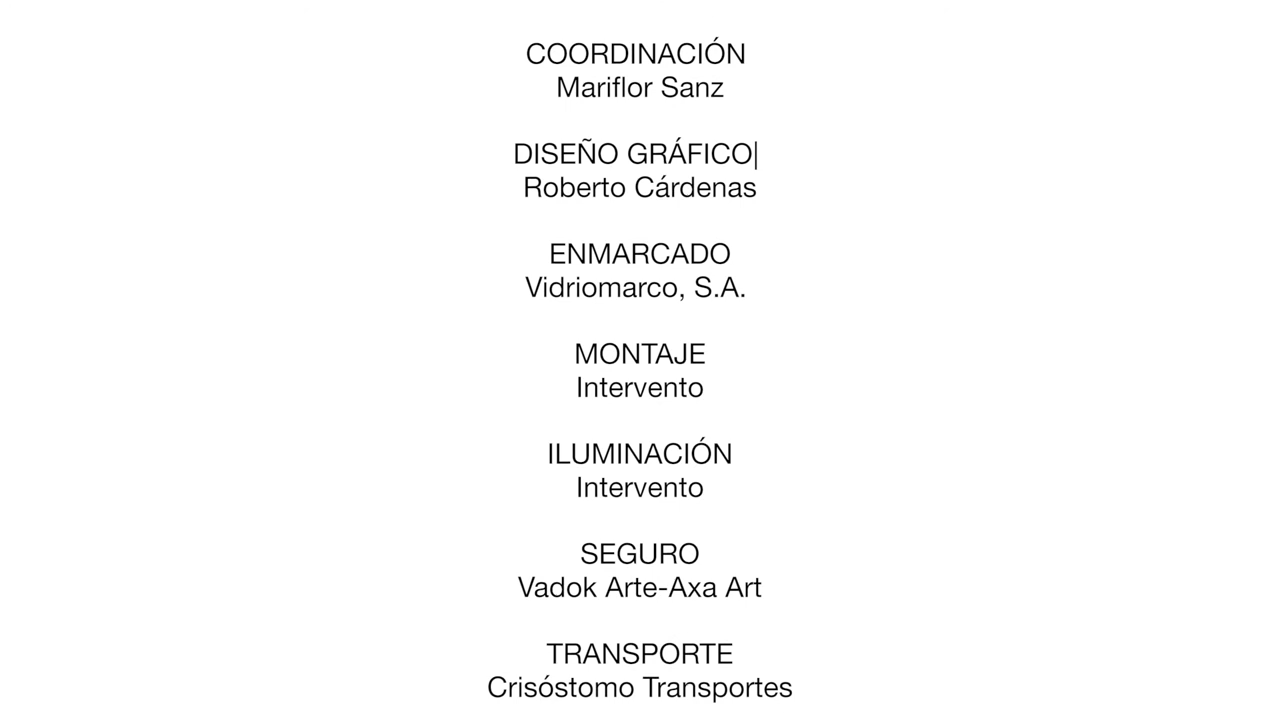 COORDINACIÓN
Mariflor Sanz
DISEÑO GRÁFICO|
Roberto Cárdenas
ENMARCADO
Vidriomarco, S.A.
MONTAJE
Intervento
ILUMINACIÓN
Intervento
SEGURO
Vadok Arte-Axa Art
TRANSPORTE
Crisóstomo Transportes